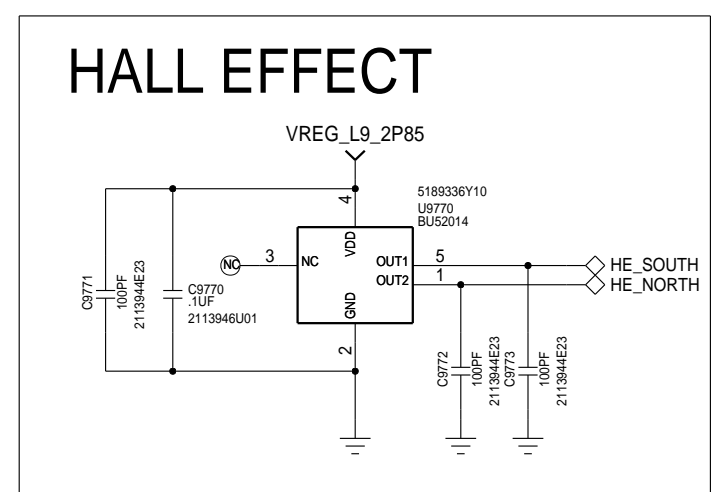 HALL EFFECT
VREG_L9_2P85
4
5189336Y10
U9770
BU52014
VDD
NC
3
NC
OUT1
5
HE_SOUTH
OUT2
1
HE_NORTH
GND
2
C9771
100PF
2113944E23
C9770
.1UF
2113946U01
C9772
100PF
2113944E23
C9773
100PF
2113944E23